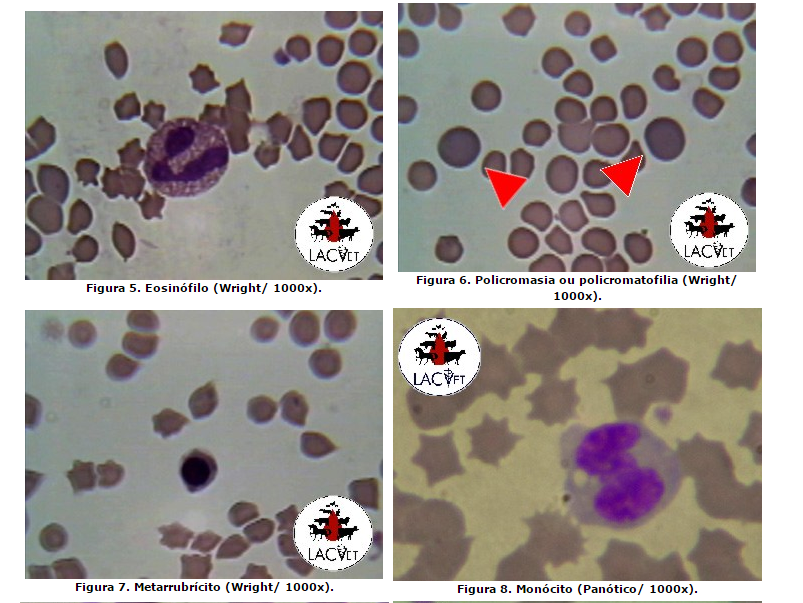 LACVET
Figura 5. Eosinófilo (Wright/ 1000x).
LACVET
Figura 6. Policromasia ou policromatofilia (Wright/
1000x).
LACVET
Figura 7. Metarrubrícito (Wright/ 1000x).
LACVET
Figura 8. Monócito (Panótico/ 1000x).